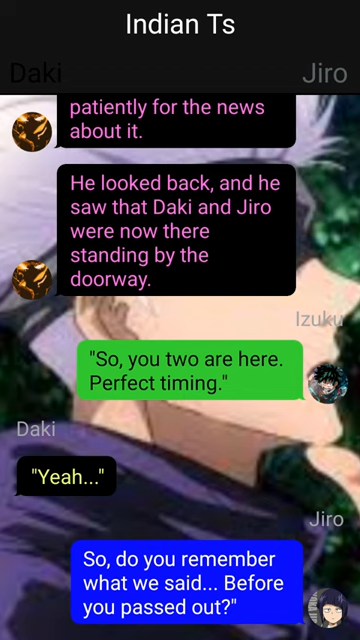 Indian Ts
Daki
Jiro
patiently for the news
about it.
He looked back, and he
saw that Daki and Jiro
were now there
standing by the
doorway.
Izuku
"So, you two are here.
Perfect timing."
Daki
"Yeah..."
Jiro
So, do you remember
what we said... Before
you passed out?"